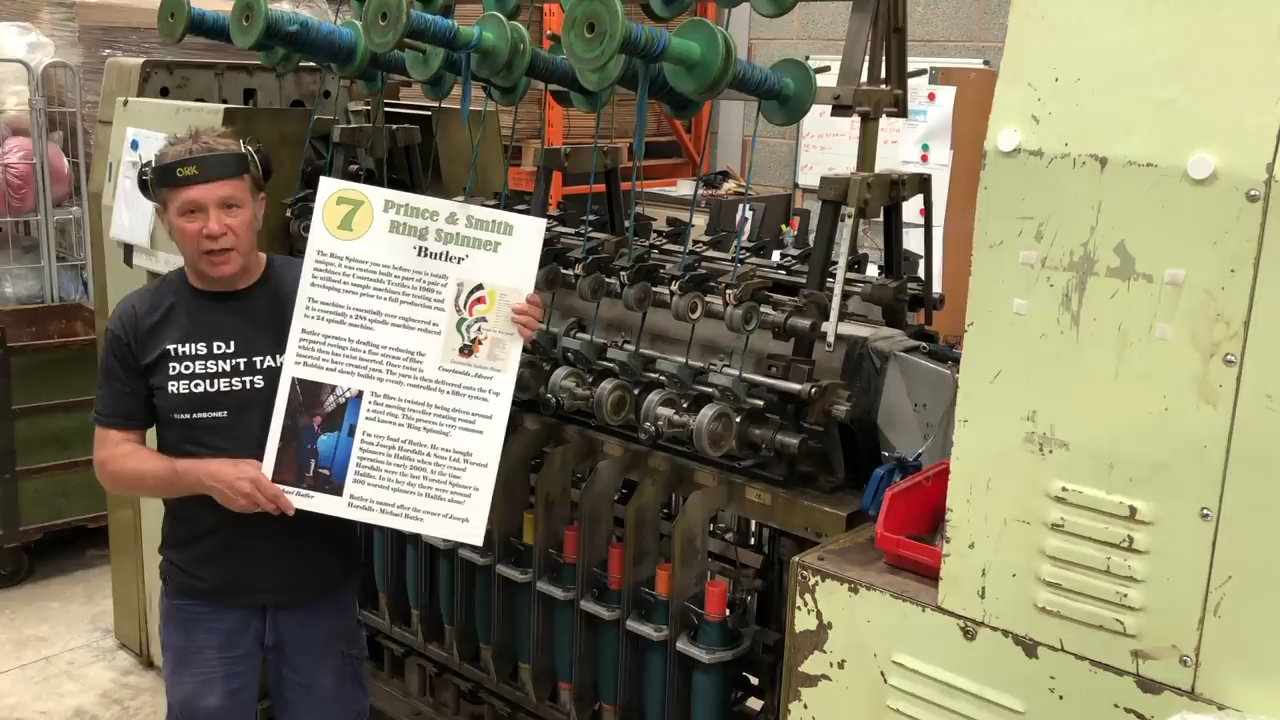 ORK
THIS DJ
DOESN'T TAK
REQUESTS
7
Prince & Smith
Ring Spinner
'Butler'
The Ring Spinner you see before you is totally
unique, it was custom built as part of a pair of
machines for Courtaulds Textiles in 1969 to
be utilised as sample machines for testing and
developing yarns prior to a full production run.
The machine is essentially over engineered as
it is essentially a 288 spindle machine reduced
to a 24 spindle machine.
Butler operates by drafting or reducing the
prepared rovings into a fine stream of fibre
which then has twist inserted. Once twist is
inserted we have created yarn. The yarn is then delivered onto the Cop
or Bobbin and slowly builds up evenly, controlled by a lifter system.
Courtaulds Advert
The fibre is twisted by being driven around
a fast moving traveller rotating round
a steel ring. This process is very common
and known as 'Ring Spinning'.
I'm very fond of Butler. He was bought
from Joseph Horsfalls & Sons Ltd, Worsted
Spinners in Halifax when they ceased
operation in early 2000. At the time
Horsfalls were the last Worsted Spinner in
Halifax. In its hey day there were around
300 worsted spinners in Halifax alone!
Butler is named after the owner of Joseph
Horsfalls - Michael Butler.
hael Butler